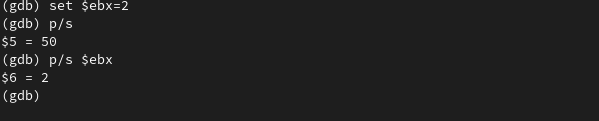 (gdb) set $ebx=2
(gdb) p/s
$5 = 50
(gdb) p/s $ebx
$6 = 2
(gdb)